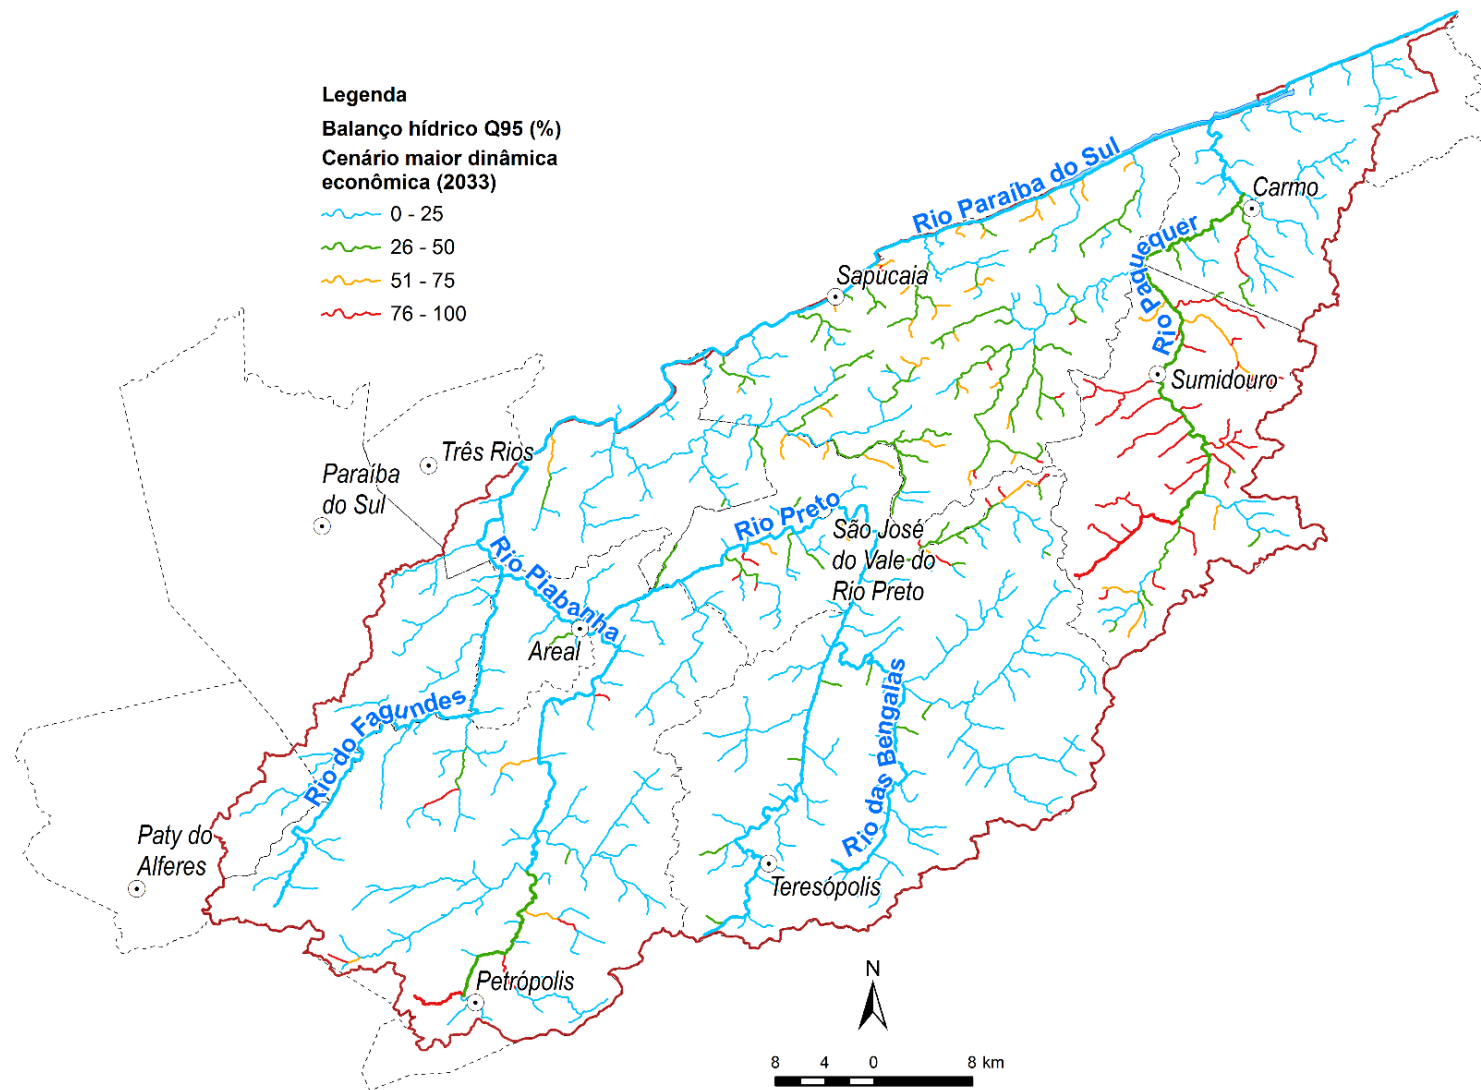 Legenda
Balanço hídrico Q95 (%)
Cenário maior dinâmica
econômica (2033)
0 - 25
26 - 50
51 - 75
76 - 100
Rio Paraíba do Sul
Carmo
Rio Paquequer
Sapucaia
Sumidouro
Três Rios
Paraíba
do Sul
Rio Preto
São José
do Vale do
Rio Preto
Rio Piabanha
Areal
Rio do Fagundes
Rio das Bengalas
Paty do
Alferes
Teresópolis
Petrópolis
N
8 4 0 8 km